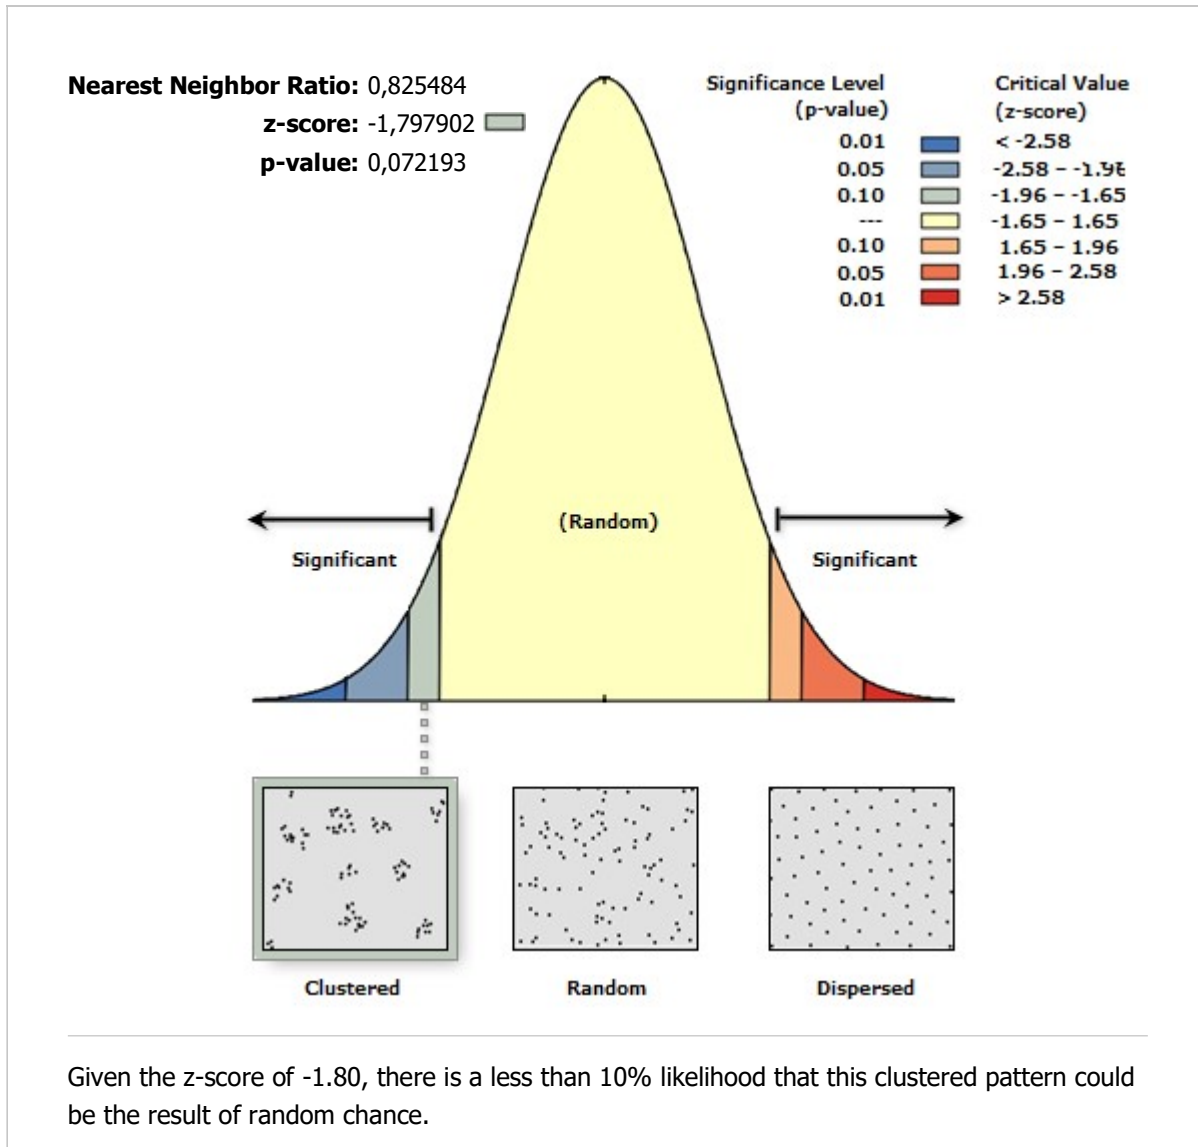 Nearest Neighbor Ratio: 0,825484
z-score: -1,797902
p-value: 0,072193
Significance Level (p-value) Critical Value (z-score)
0.01 < -2.58
0.05 -2.58 – -1.96
0.10 -1.96 – -1.65
--- -1.65 – 1.65
0.10 1.65 – 1.96
0.05 1.96 – 2.58
0.01 > 2.58
(Random)
Significant Significant
Clustered Random Dispersed
Given the z-score of -1.80, there is a less than 10% likelihood that this clustered pattern could
be the result of random chance.